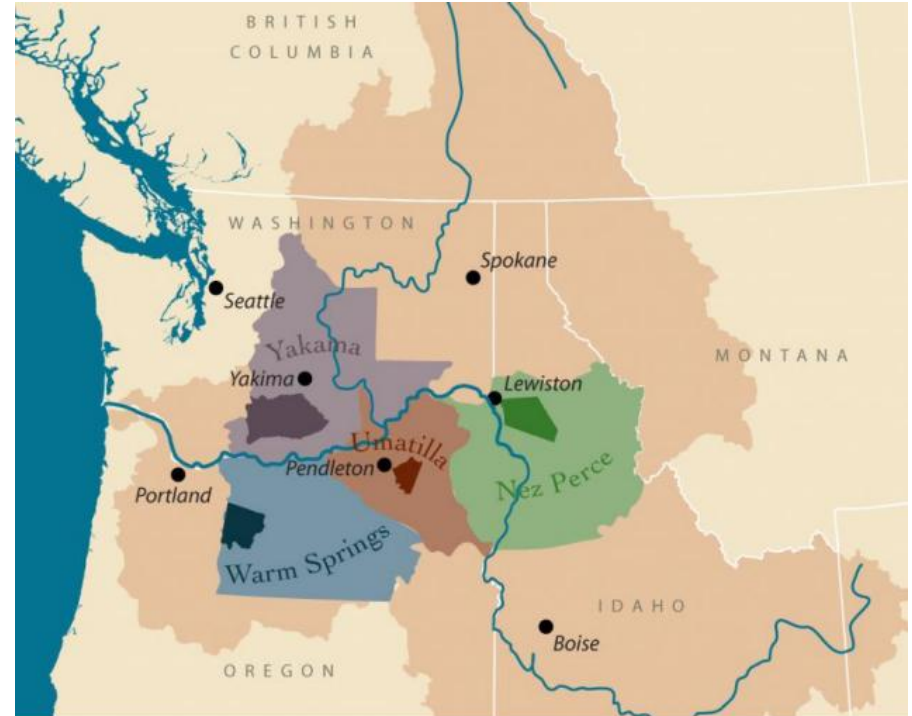 BRITISH
COLUMBIA
WASHINGTON
Spokane
Seattle
MONTANA
Yakama
Yakima
Lewiston
Umatilla
Pendleton
Nez Perce
Portland
Warm Springs
IDAHO
Boise
OREGON